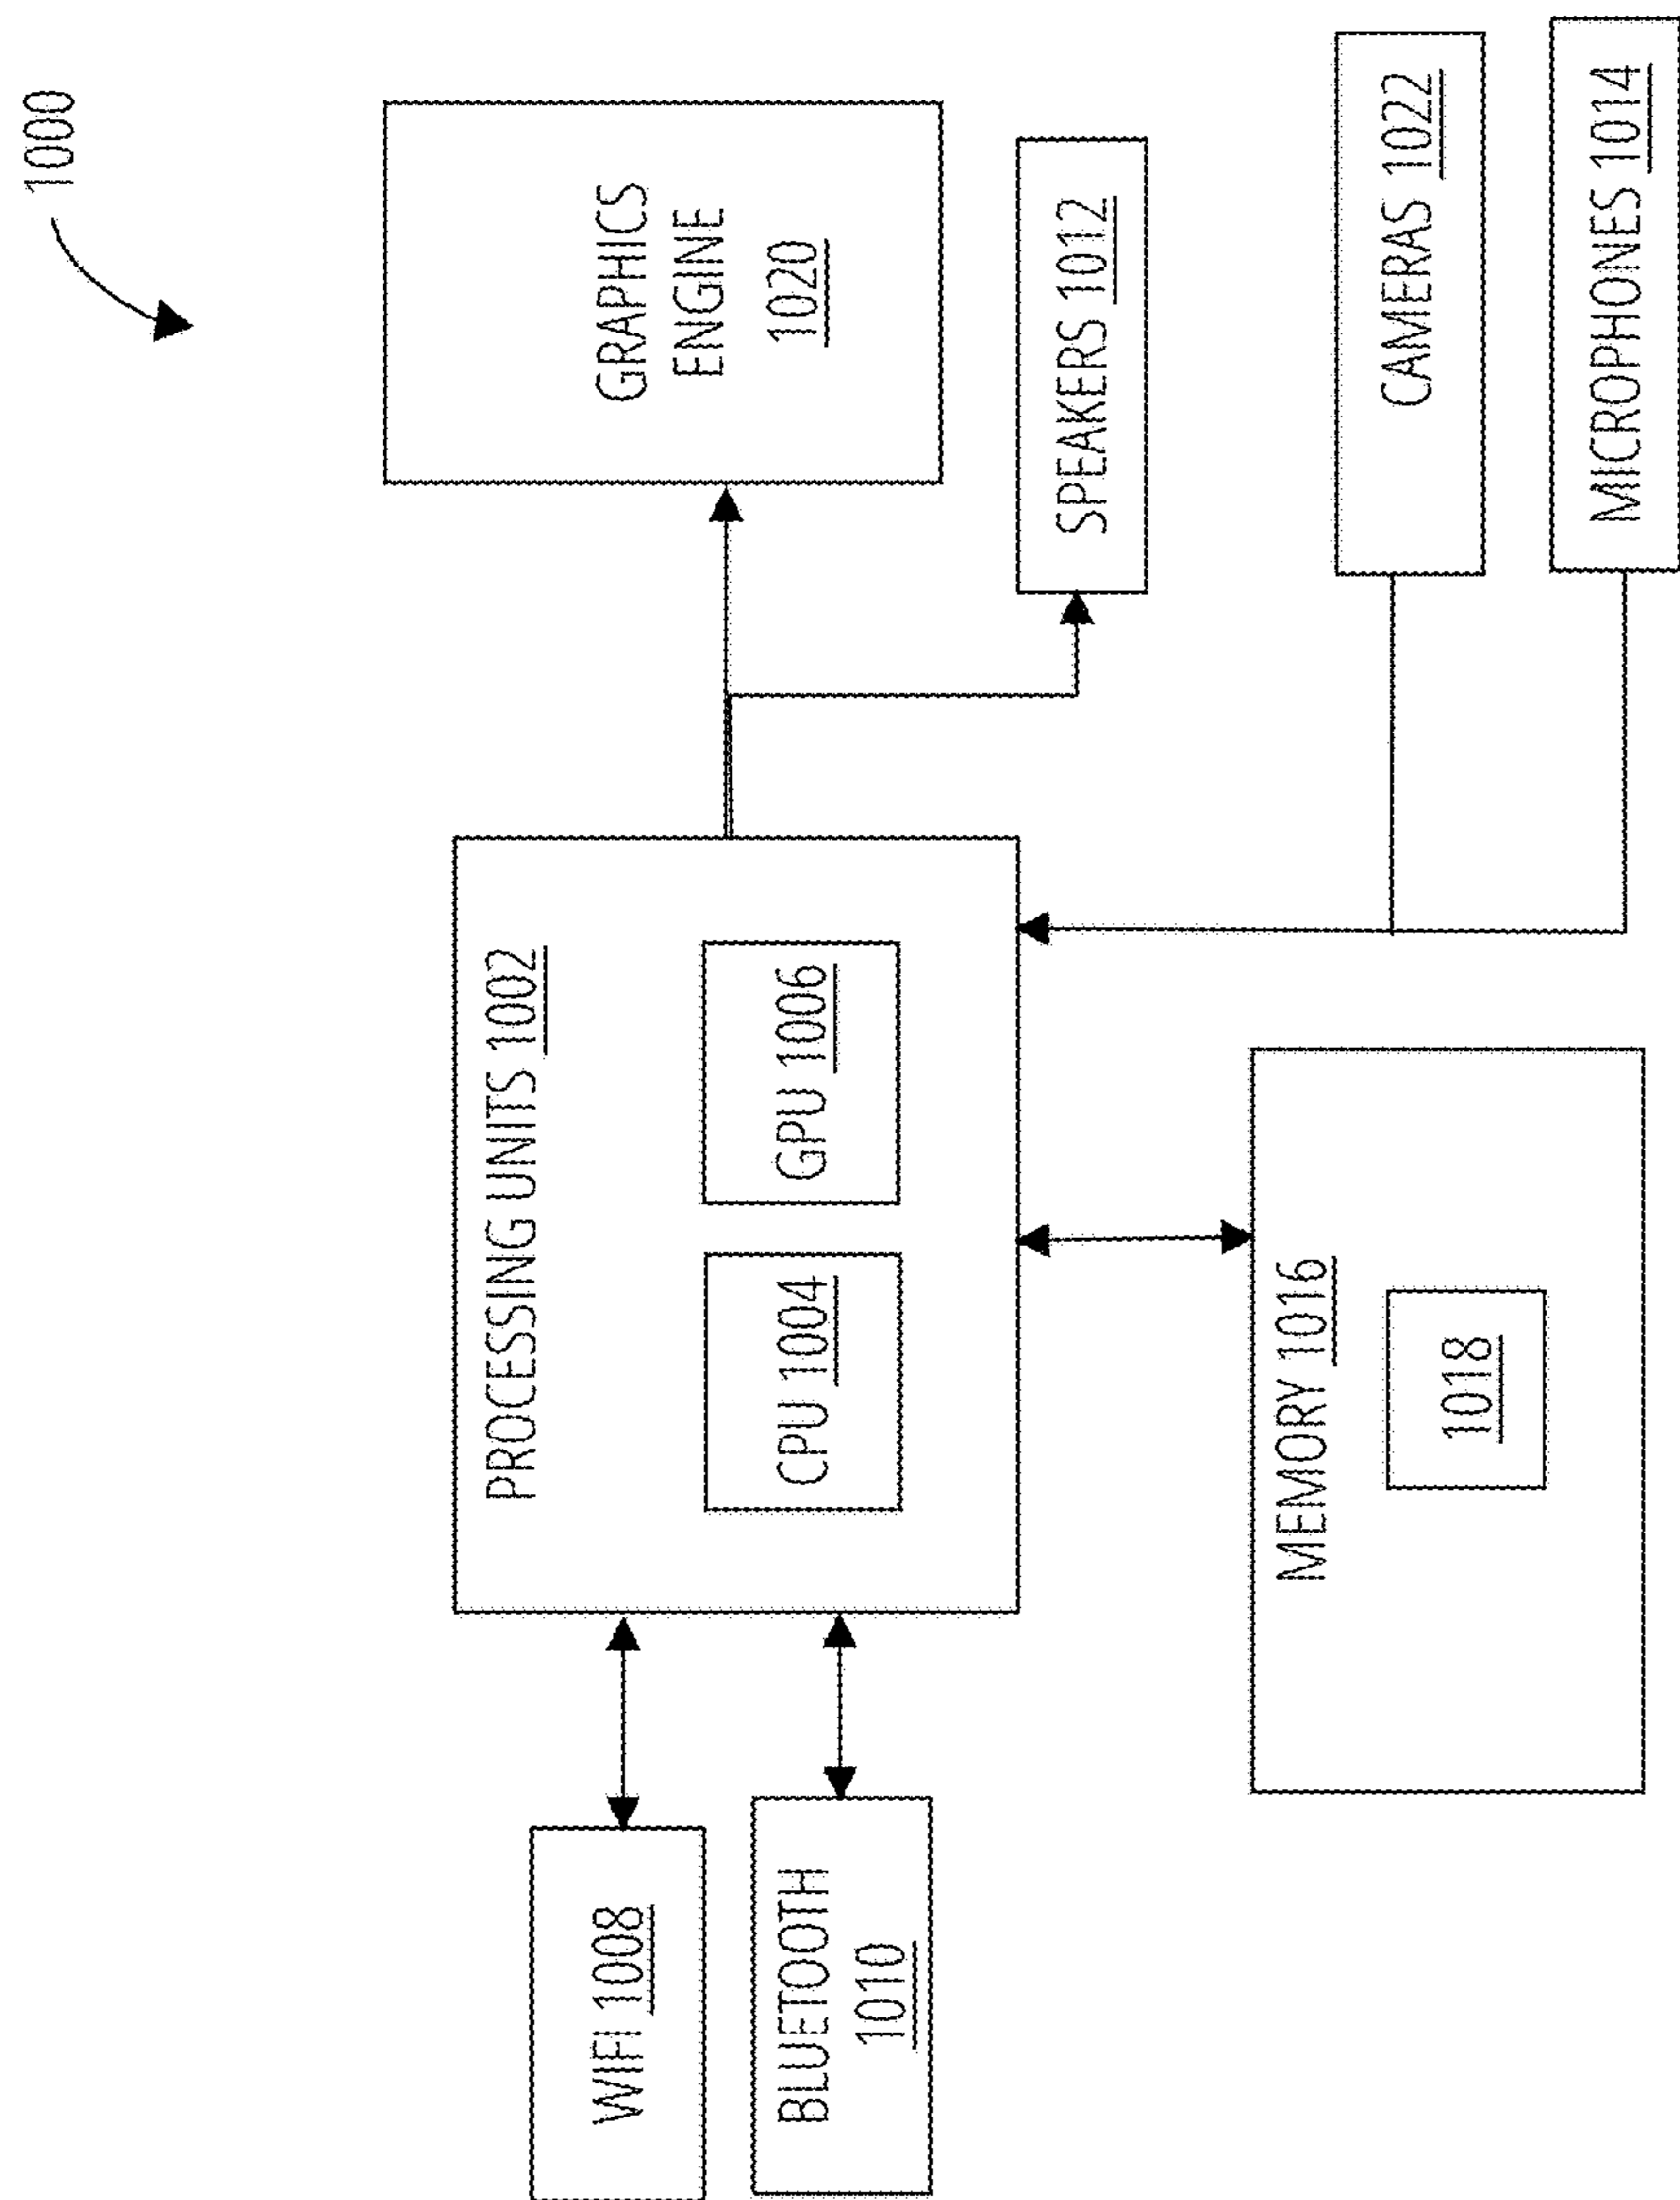 1000
GRAPHICS
ENGINE
1020
PROCESSING UNITS 1002
WIFI 1008
CPU 1004
GPU 1006
BLUETOOTH
1010
SPEAKERS 1012
MEMORY 1016
1018
CAMERAS 1022
MICROPHONES 1014